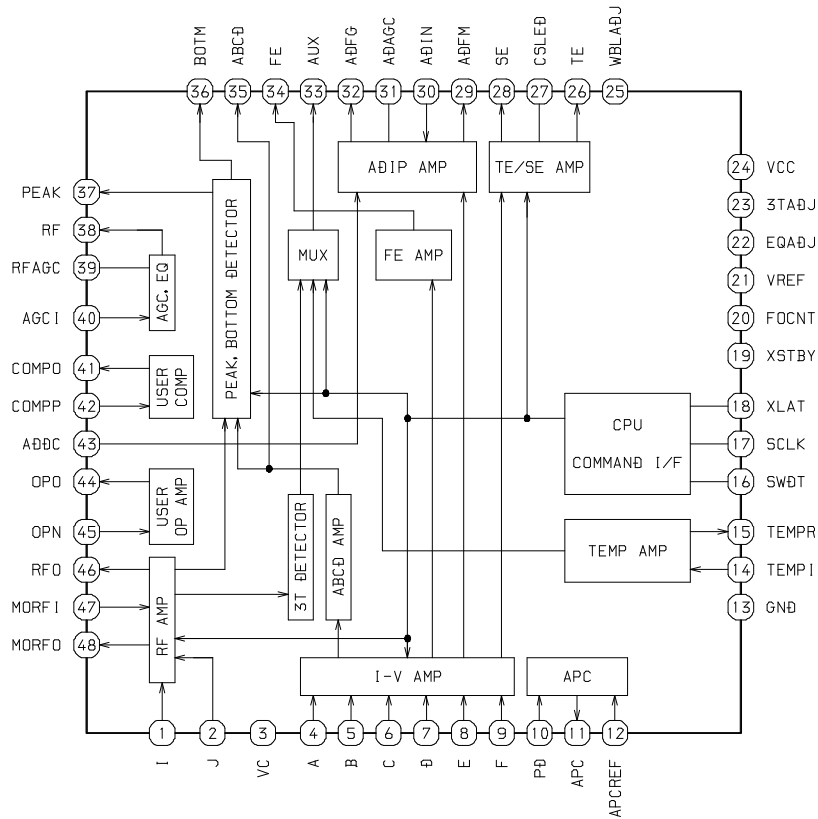 BOTM
ABCD
FE
AUX
ADFG
ADAGC
ADIN
ADFM
SE
CSLED
TE
WBLADJ
36
35
34
33
32
31
30
29
28
27
26
25
PEAK
37
RF
38
RFAGC
39
AGCI
40
COMPO
41
COMPP
42
ADDC
43
OPO
44
OPN
45
RFO
46
MORFI
47
MORFO
48
24
VCC
23
3TADJ
22
EQADJ
21
VREF
20
FOCNT
19
XSTBY
18
XLAT
17
SCLK
16
SWDT
15
TEMPR
14
TEMPI
13
GND
ADIP AMP
TE/SE AMP
PEAK, BOTTOM DETECTOR
MUX
FE AMP
AGC, EQ
USER
COMP
USER
OP AMP
CPU
COMMAND I/F
TEMP AMP
3T DETECTOR
ABCD AMP
RF AMP
I-V AMP
APC
1
2
3
4
5
6
7
8
9
10
11
12
I
J
VC
A
B
C
D
E
F
PD
APC
APCREF